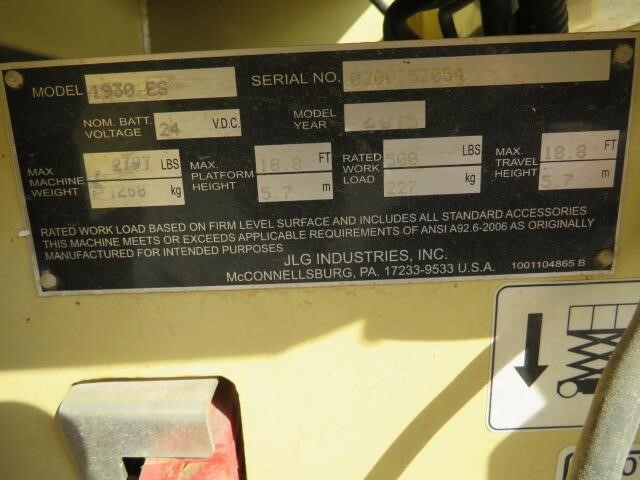 MODEL 1930 ES SERIAL NO. 0200252054
NOM. BATT. VOLTAGE 24 V.D.C. MODEL YEAR
MAX MACHINE WEIGHT 2797 LBS 1268 kg MAX. PLATFORM HEIGHT 18.8 FT 5.7 m RATED WORK LOAD 500 LBS 227 kg MAX. TRAVEL HEIGHT 18.8 FT 5.7 m
RATED WORK LOAD BASED ON FIRM LEVEL SURFACE AND INCLUDES ALL STANDARD ACCESSORIES
THIS MACHINE MEETS OR EXCEEDS APPLICABLE REQUIREMENTS OF ANSI A92.6-2006 AS ORIGINALLY
MANUFACTURED FOR INTENDED PURPOSES
JLG INDUSTRIES, INC.
McCONNELLSBURG, PA. 17233-9533 U.S.A. 1001104865 B